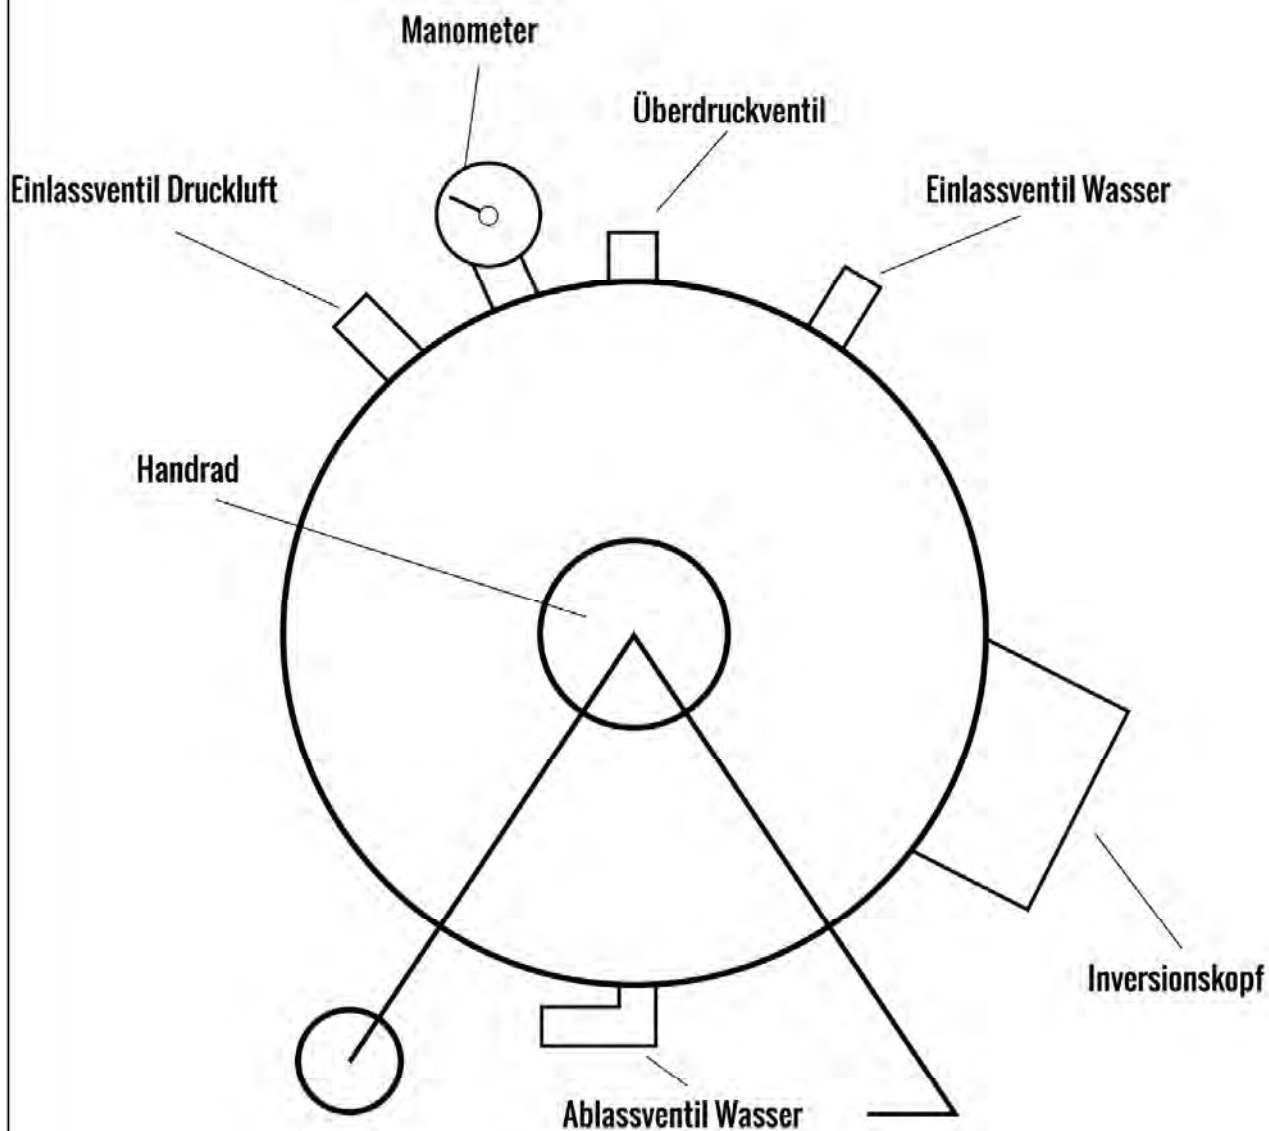 Manometer
Überdruckventil
Einlassventil Druckluft
Einlassventil Wasser
Handrad
Inversionskopf
Ablassventil Wasser